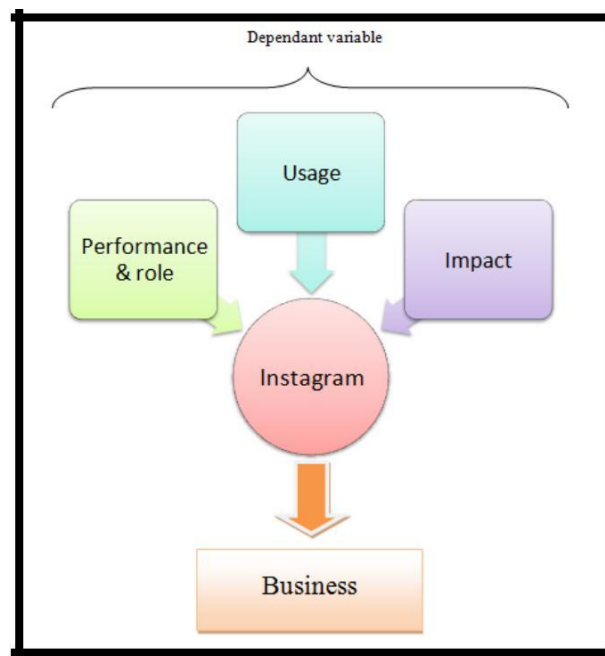 Dependant variable
Usage
Performance
& role
Impact
Instagram
Business